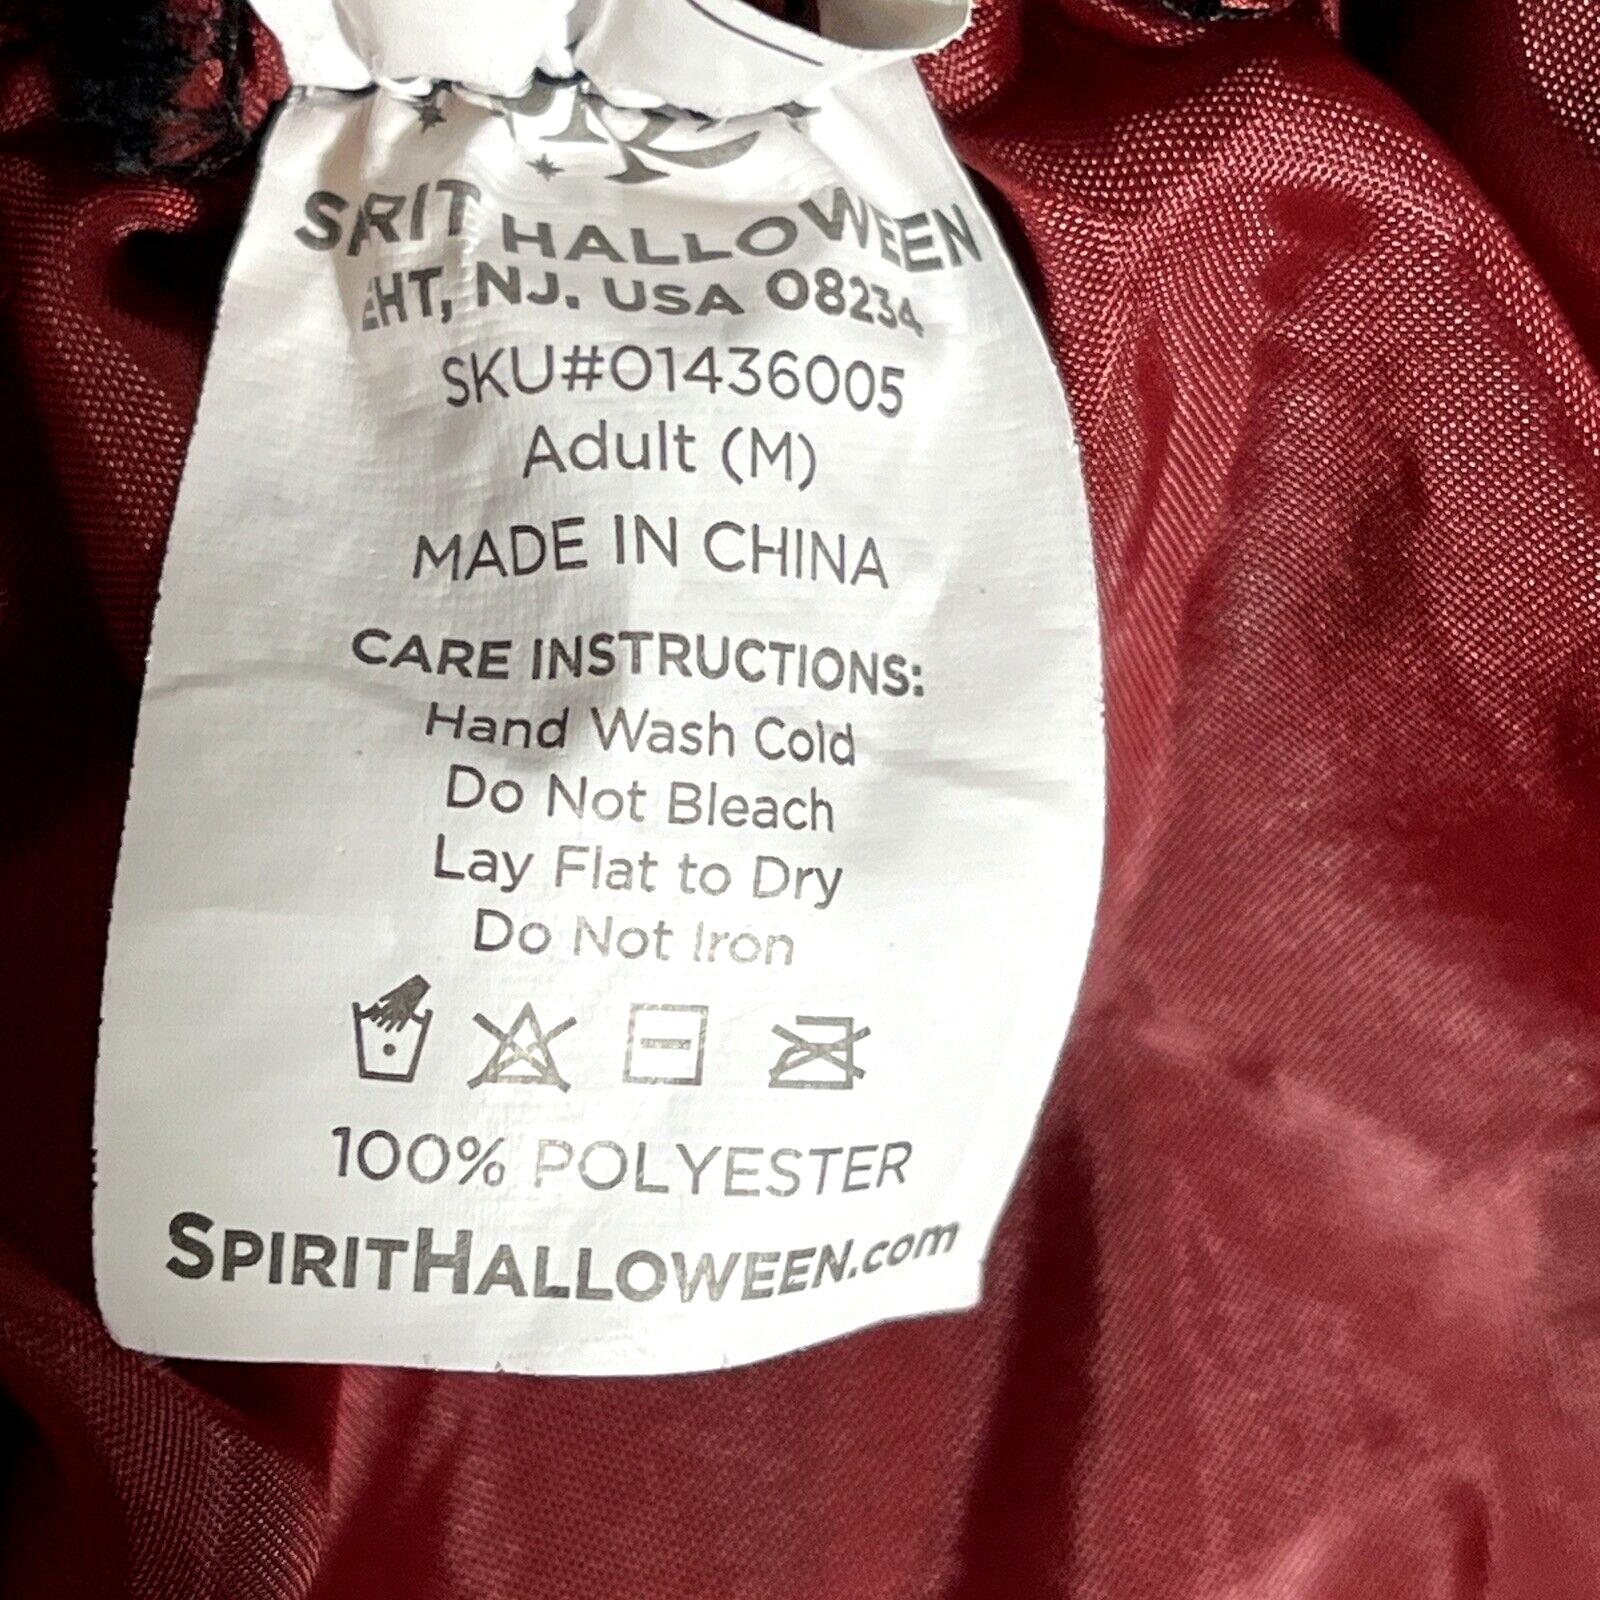 SPIRIT HALLOWEEN
EHT, NJ. USA 08234
SKU#01436005
Adult (M)
MADE IN CHINA
CARE INSTRUCTIONS:
Hand Wash Cold
Do Not Bleach
Lay Flat to Dry
Do Not Iron
100% POLYESTER
SPIRITHALLOWEEN.com